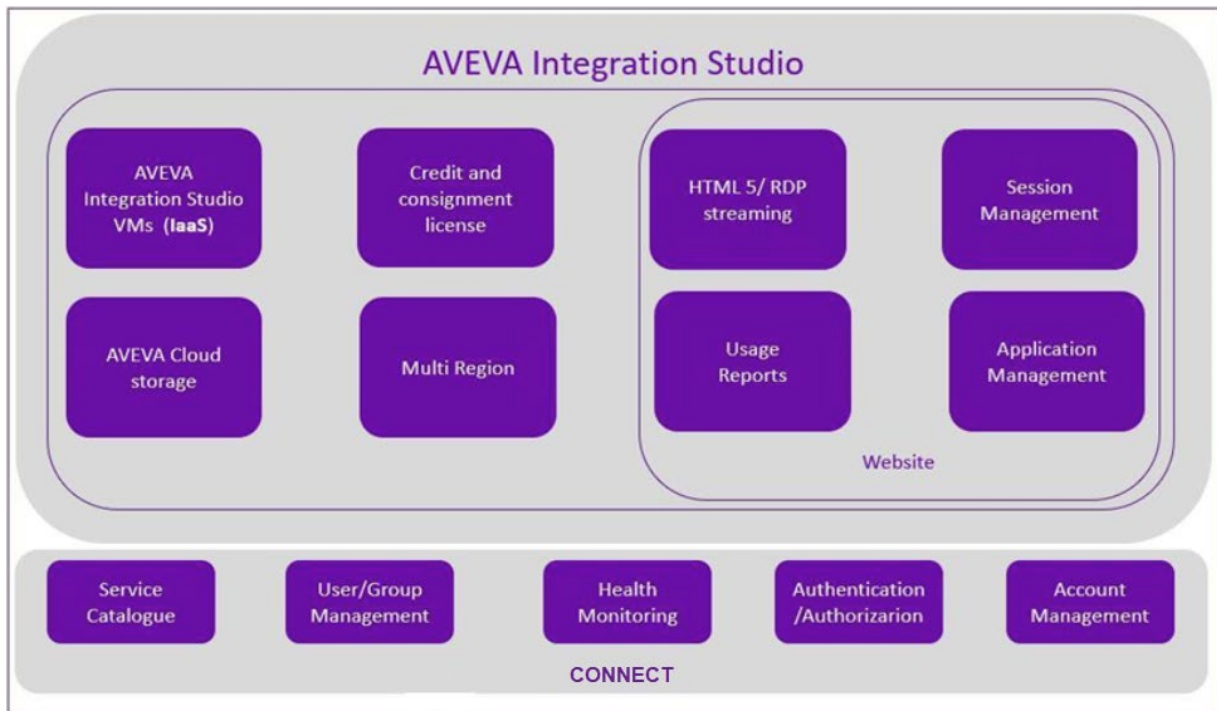 AVEVA Integration Studio
AVEVA
Integration Studio
VMs (IaaS)
Credit and
consignment
license
HTML 5/ RDP
streaming
Session
Management
AVEVA Cloud
storage
Multi Region
Usage
Reports
Application
Management
Website
Service
Catalogue
User/Group
Management
Health
Monitoring
Authentication
/Authorizarion
Account
Management
CONNECT